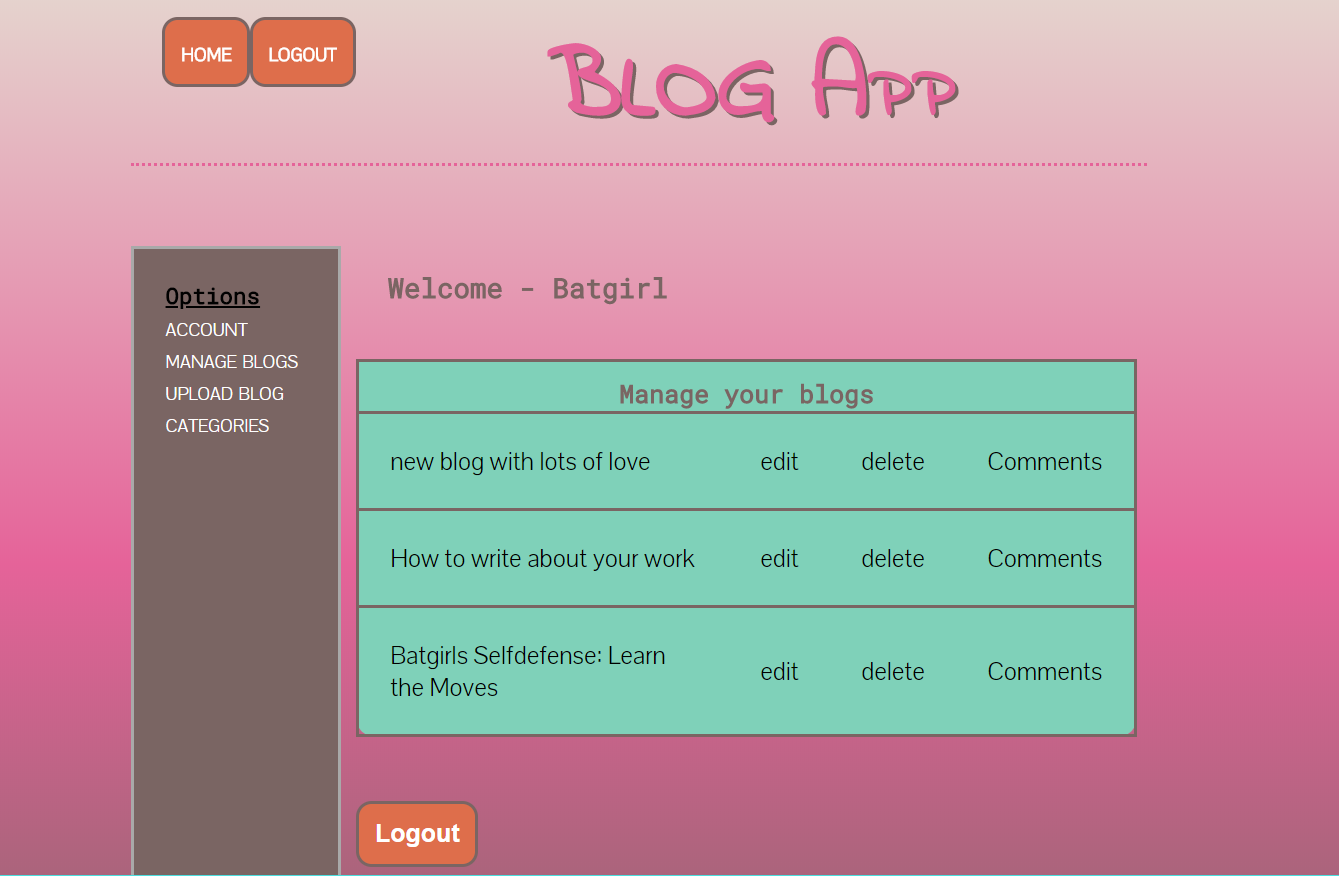 HOME LOGOUT
Blog App
Options
ACCOUNT
MANAGE BLOGS
UPLOAD BLOG
CATEGORIES
Welcome - Batgirl
Manage your blogs
new blog with lots of love edit delete Comments
How to write about your work edit delete Comments
Batgirls Selfdefense: Learn
the Moves edit delete Comments
Logout